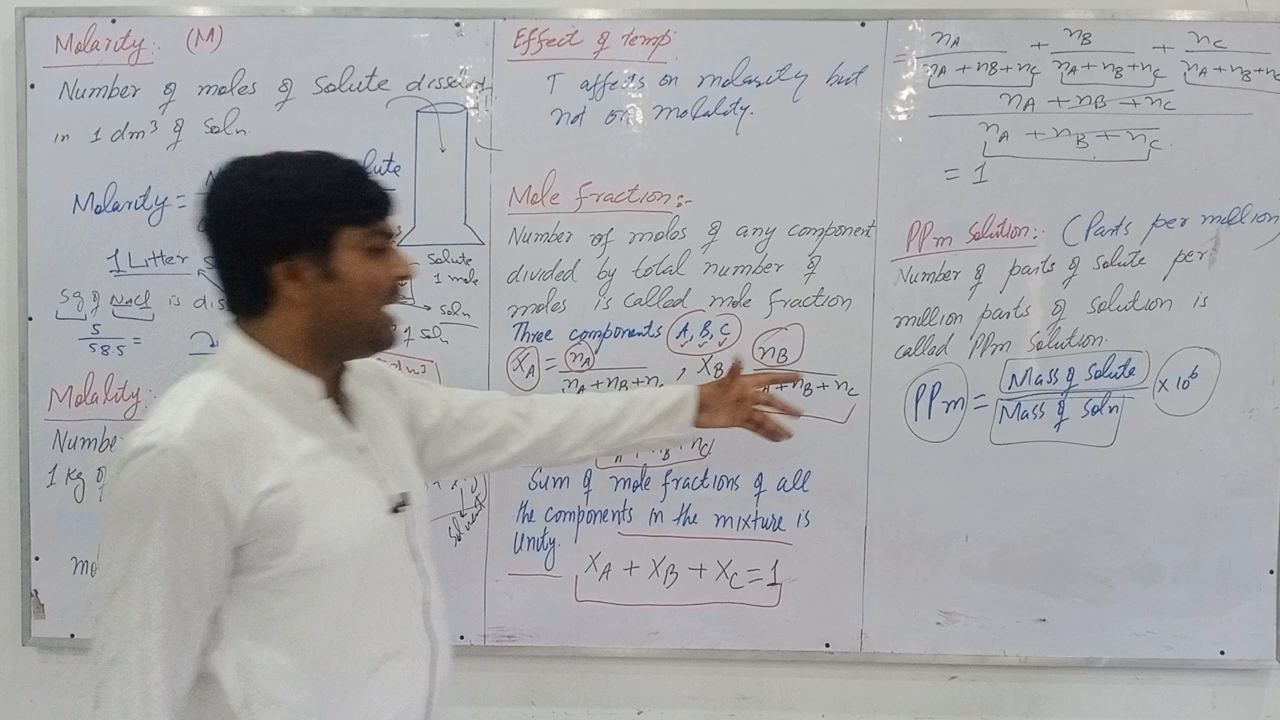 Molarity:. (M)
Number of moles of Solute
in 1 dm³ of Soln.
Molarity =
1 Litter
5g of NaCl is
5
58.5 =
Solute
1 mole
soln
of soln
dm³
Molality:
1 Kg
solvent
Effect of temp:
T affects on molarity but
not on molality.
Mole fraction:-
Number of moles of any component
divided by total number of
moles is called mole fraction
Three components A, B, C
X_A = n_A , X_B n_B
n_A + n_B + n_C n_B + n_C
Sum of mole fractions of all
the components in the mixture is
Unity.
X_A + X_B + X_C = 1
= n_A + n_B + n_C
n_A + n_B + n_C n_A + n_B + n_C n_A + n_B + n_C
n_A + n_B + n_C
n_A + n_B + n_C
= 1
PPm Solution:. (Parts per million
Number of parts of solute per
million parts of solution is
called PPm Solution.
PPm = Mass of Solute × 10⁶
Mass of Soln